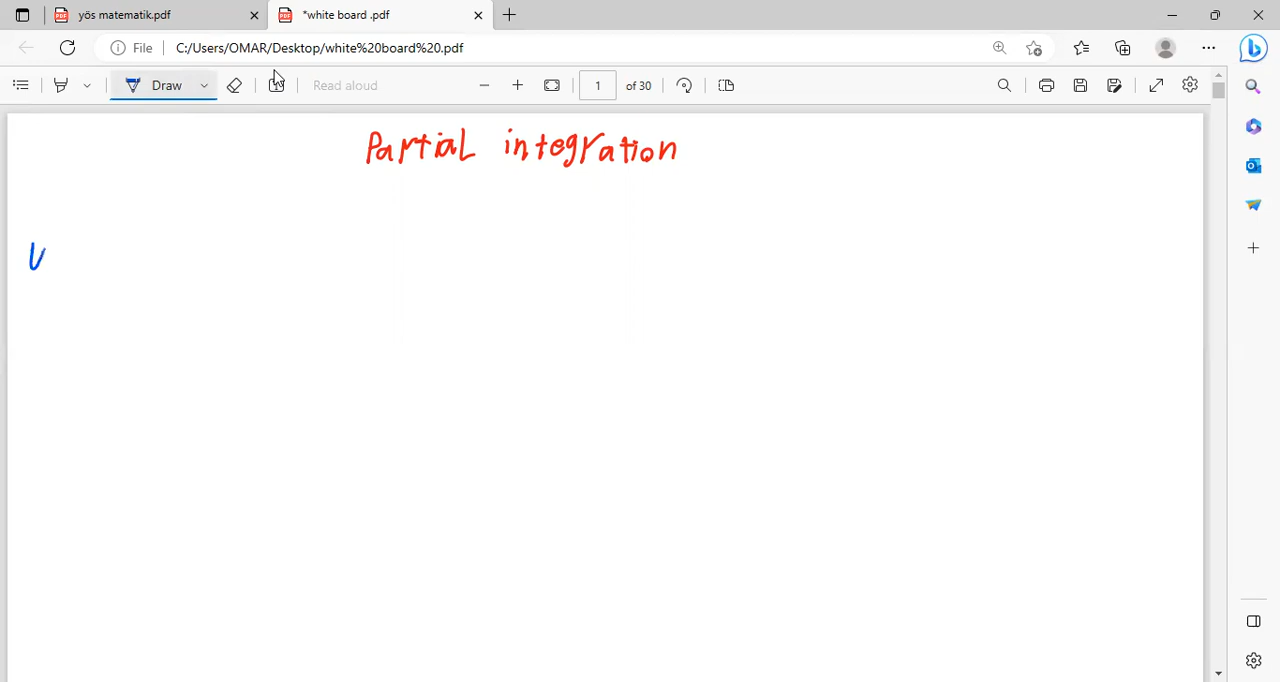 yös matematik.pdf
*white board .pdf
File
C:/Users/OMAR/Desktop/white%20board%20.pdf
Draw
Read aloud
1
of 30
Partial integration
U